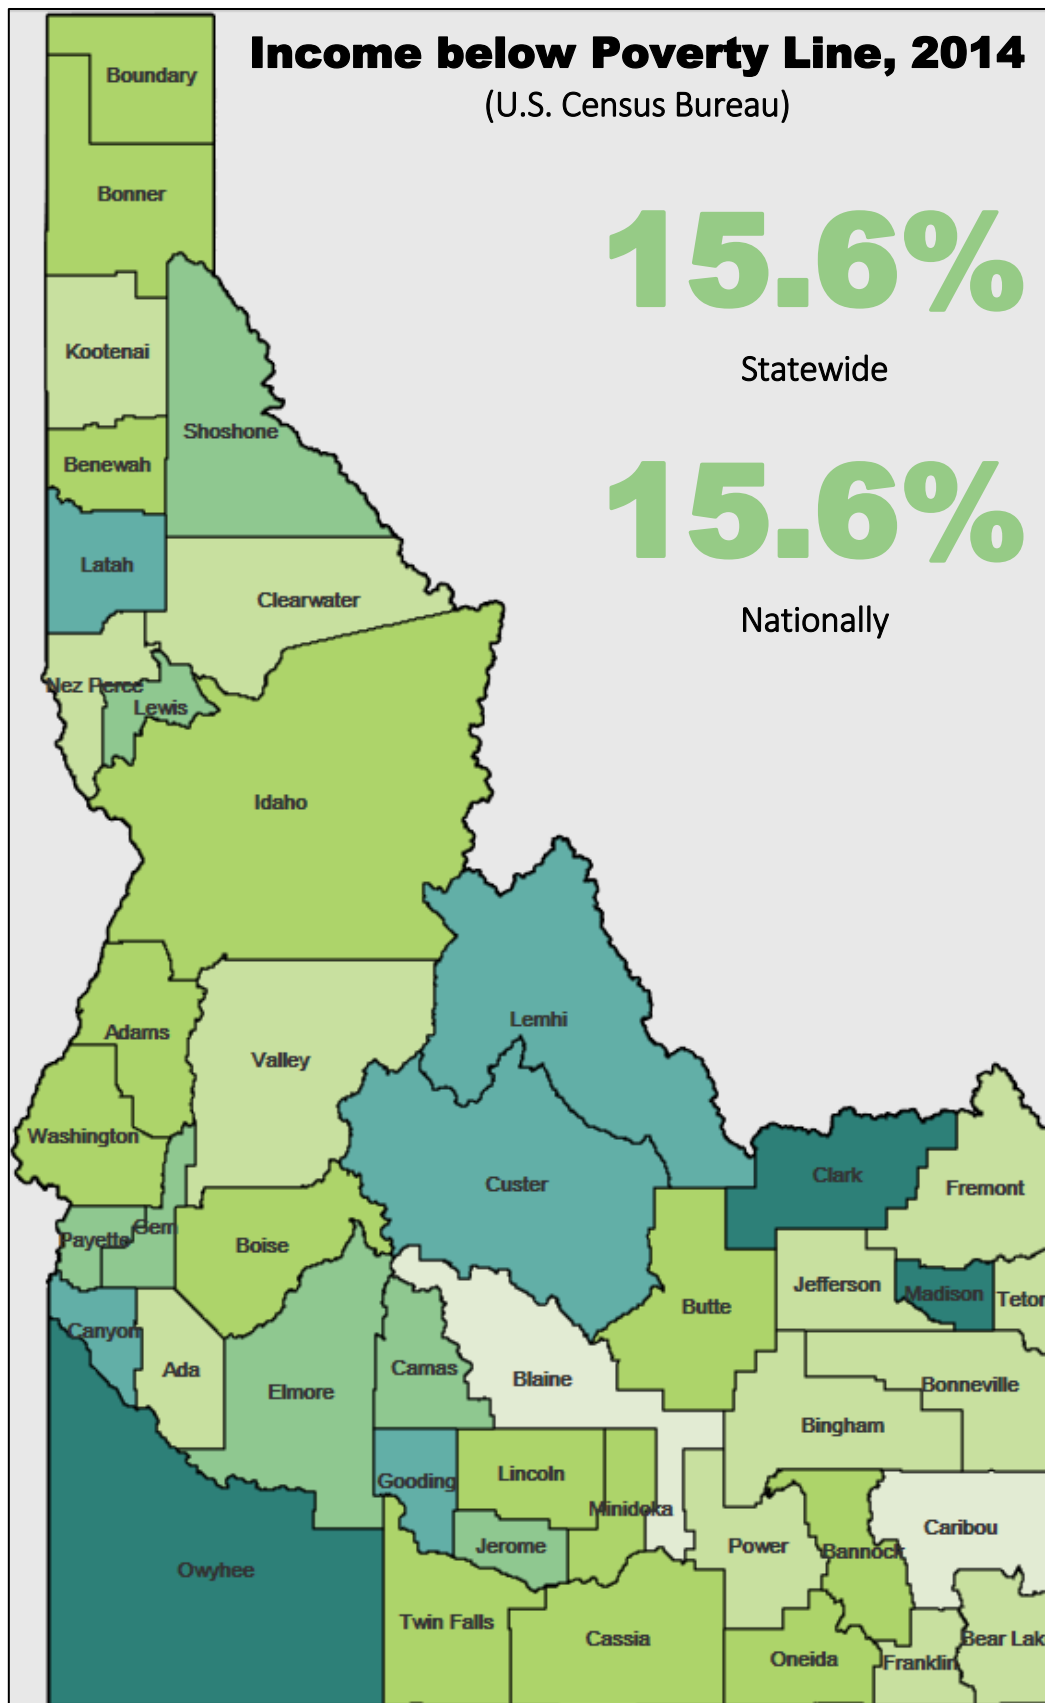 Income below Poverty Line, 2014
(U.S. Census Bureau)
15.6%
Statewide
15.6%
Nationally
Boundary
Bonner
Kootenai
Shoshone
Benewah
Latah
Clearwater
Nez Perce
Lewis
Idaho
Lemhi
Adams
Valley
Washington
Clark
Custer
Fremont
Payette
Gem
Boise
Jefferson
Madison
Teton
Butte
Canyon
Ada
Camas
Blaine
Elmore
Bonneville
Bingham
Gooding
Lincoln
Minidoka
Caribou
Jerome
Power
Bannock
Owyhee
Twin Falls
Cassia
Oneida
Franklin
Bear Lak